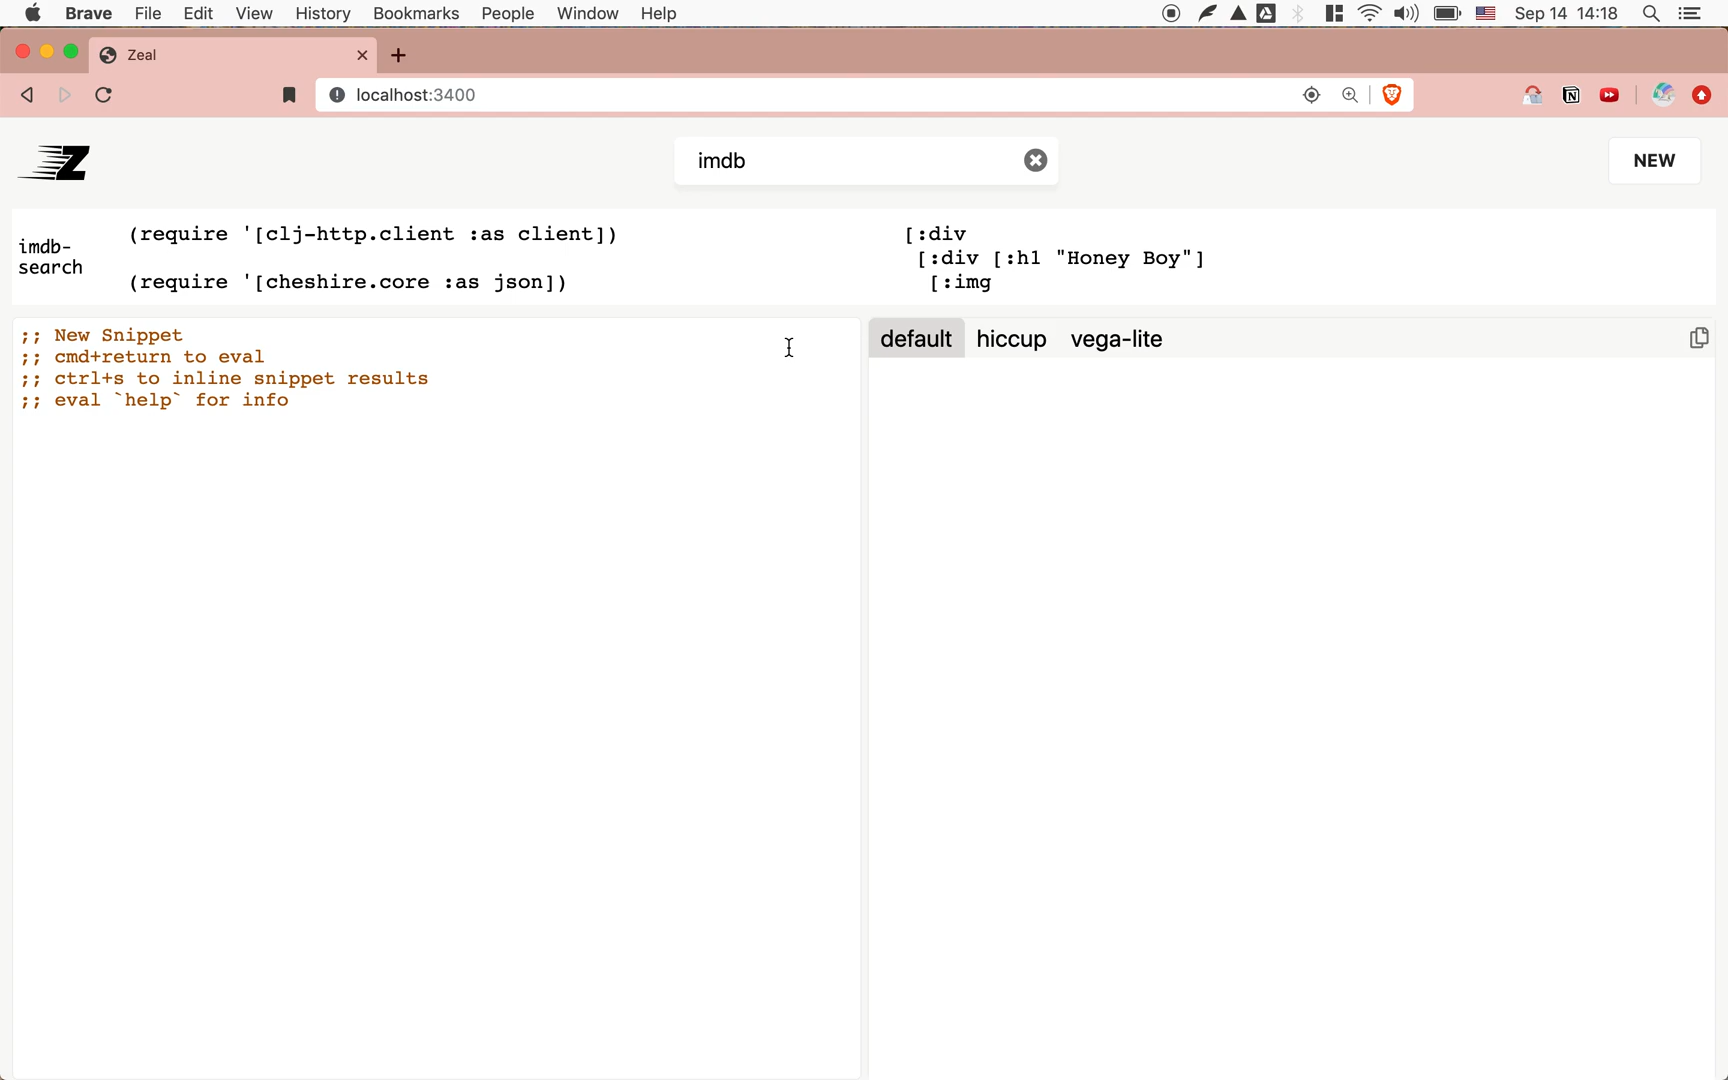 Brave File Edit View History Bookmarks People Window Help Sep 14 14:18
Zeal
localhost:3400
Z imdb NEW
imdb-
search
(require '[clj-http.client :as client])
(require '[cheshire.core :as json])
[:div
[:div [:h1 "Honey Boy"]
[:img
;; New Snippet
;; cmd+return to eval
;; ctrl+s to inline snippet results
;; eval `help` for info
default hiccup vega-lite